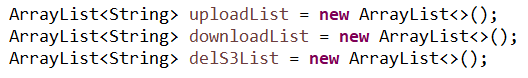 ArrayList<String> uploadList = new ArrayList<>();
ArrayList<String> downloadList = new ArrayList<>();
ArrayList<String> delS3List = new ArrayList<>();